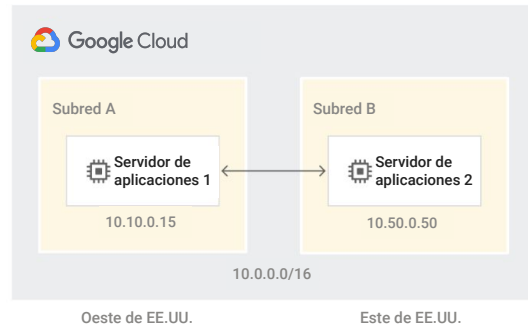 Google Cloud
Subred A
Servidor de
aplicaciones 1
10.10.0.15
Subred B
Servidor de
aplicaciones 2
10.50.0.50
10.0.0.0/16
Oeste de EE.UU.
Este de EE.UU.